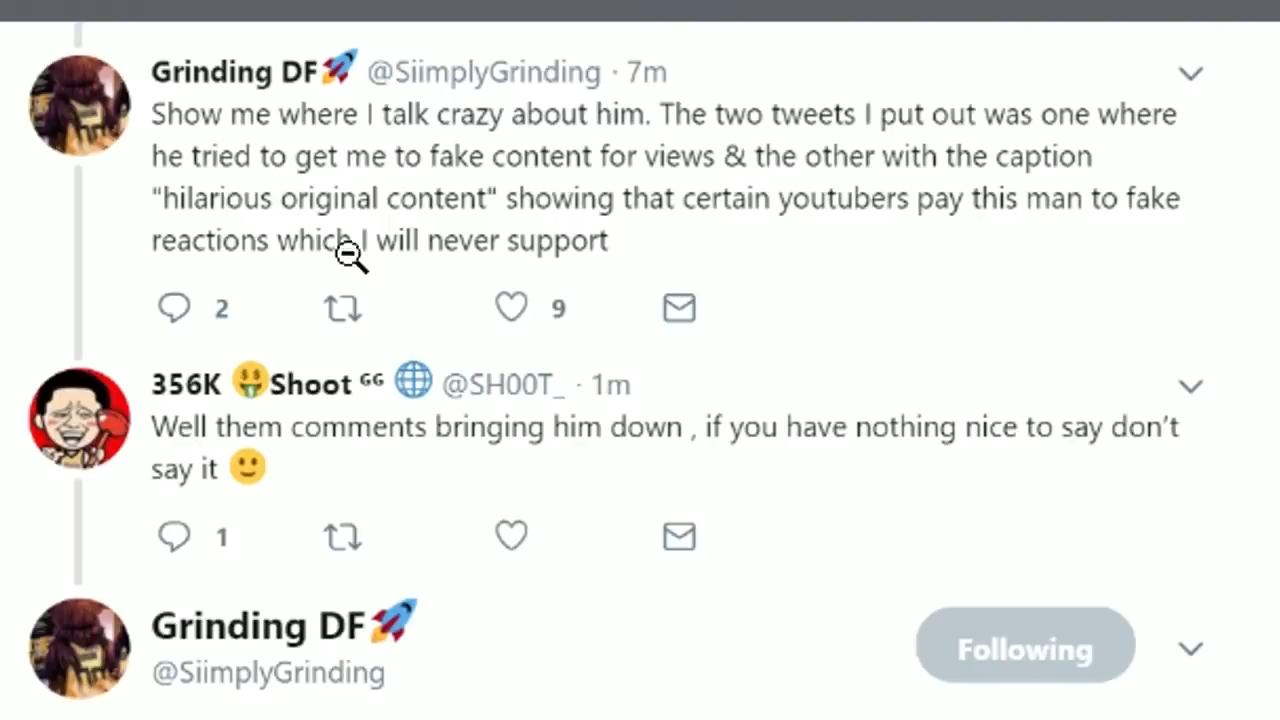 Grinding DF🚀 @SiimplyGrinding · 7m
Show me where I talk crazy about him. The two tweets I put out was one where
he tried to get me to fake content for views & the other with the caption
"hilarious original content" showing that certain youtubers pay this man to fake
reactions which I will never support
2 9
356K 🤑Shoot ᴳᴳ 🌐 @SH00T_ · 1m
Well them comments bringing him down , if you have nothing nice to say don’t
say it 🙂
1
Grinding DF🚀
Following
@SiimplyGrinding